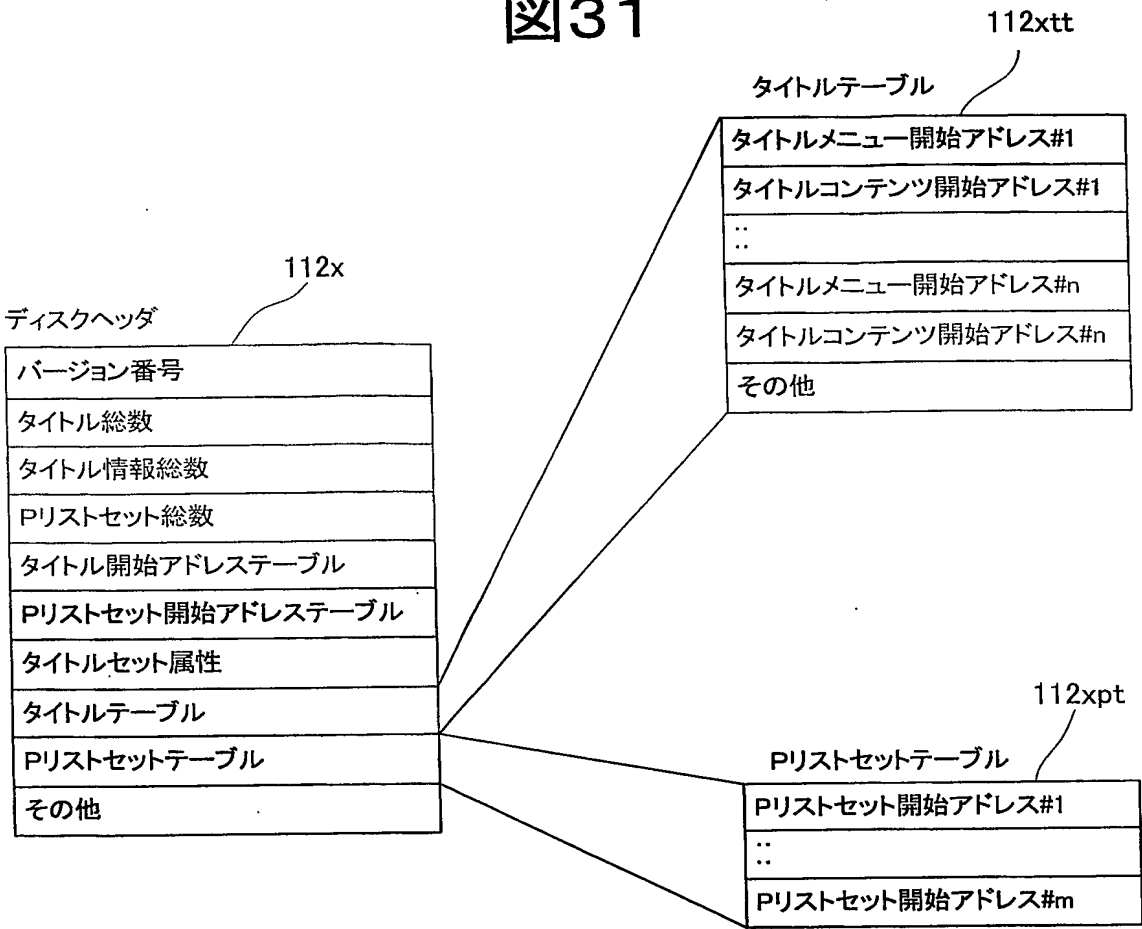 図31
112xtt
タイトルテーブル
タイトルメニュー開始アドレス#1
タイトルコンテンツ開始アドレス#1
::
タイトルメニュー開始アドレス#n
タイトルコンテンツ開始アドレス#n
その他
112x
ディスクヘッダ
バージョン番号
タイトル総数
タイトル情報総数
Pリストセット総数
タイトル開始アドレステーブル
Pリストセット開始アドレステーブル
タイトルセット属性
タイトルテーブル
Pリストセットテーブル
その他
112xpt
Pリストセットテーブル
Pリストセット開始アドレス#1
::
Pリストセット開始アドレス#m